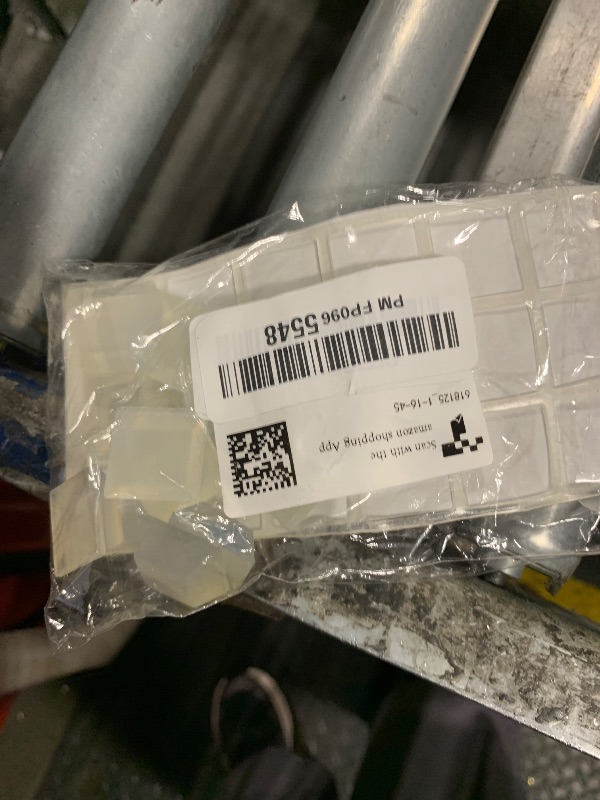 PM FP096 5548
Scan with the
amazon shopping App
618125_1-16-45